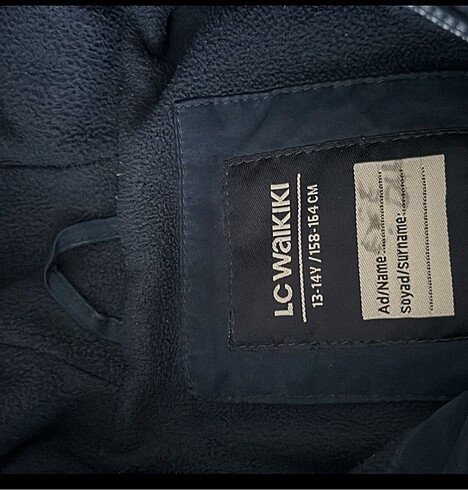 LC WAIKIKI
13-14Y / 158-164 CM
Ad/Name:
Soyad/Surname: